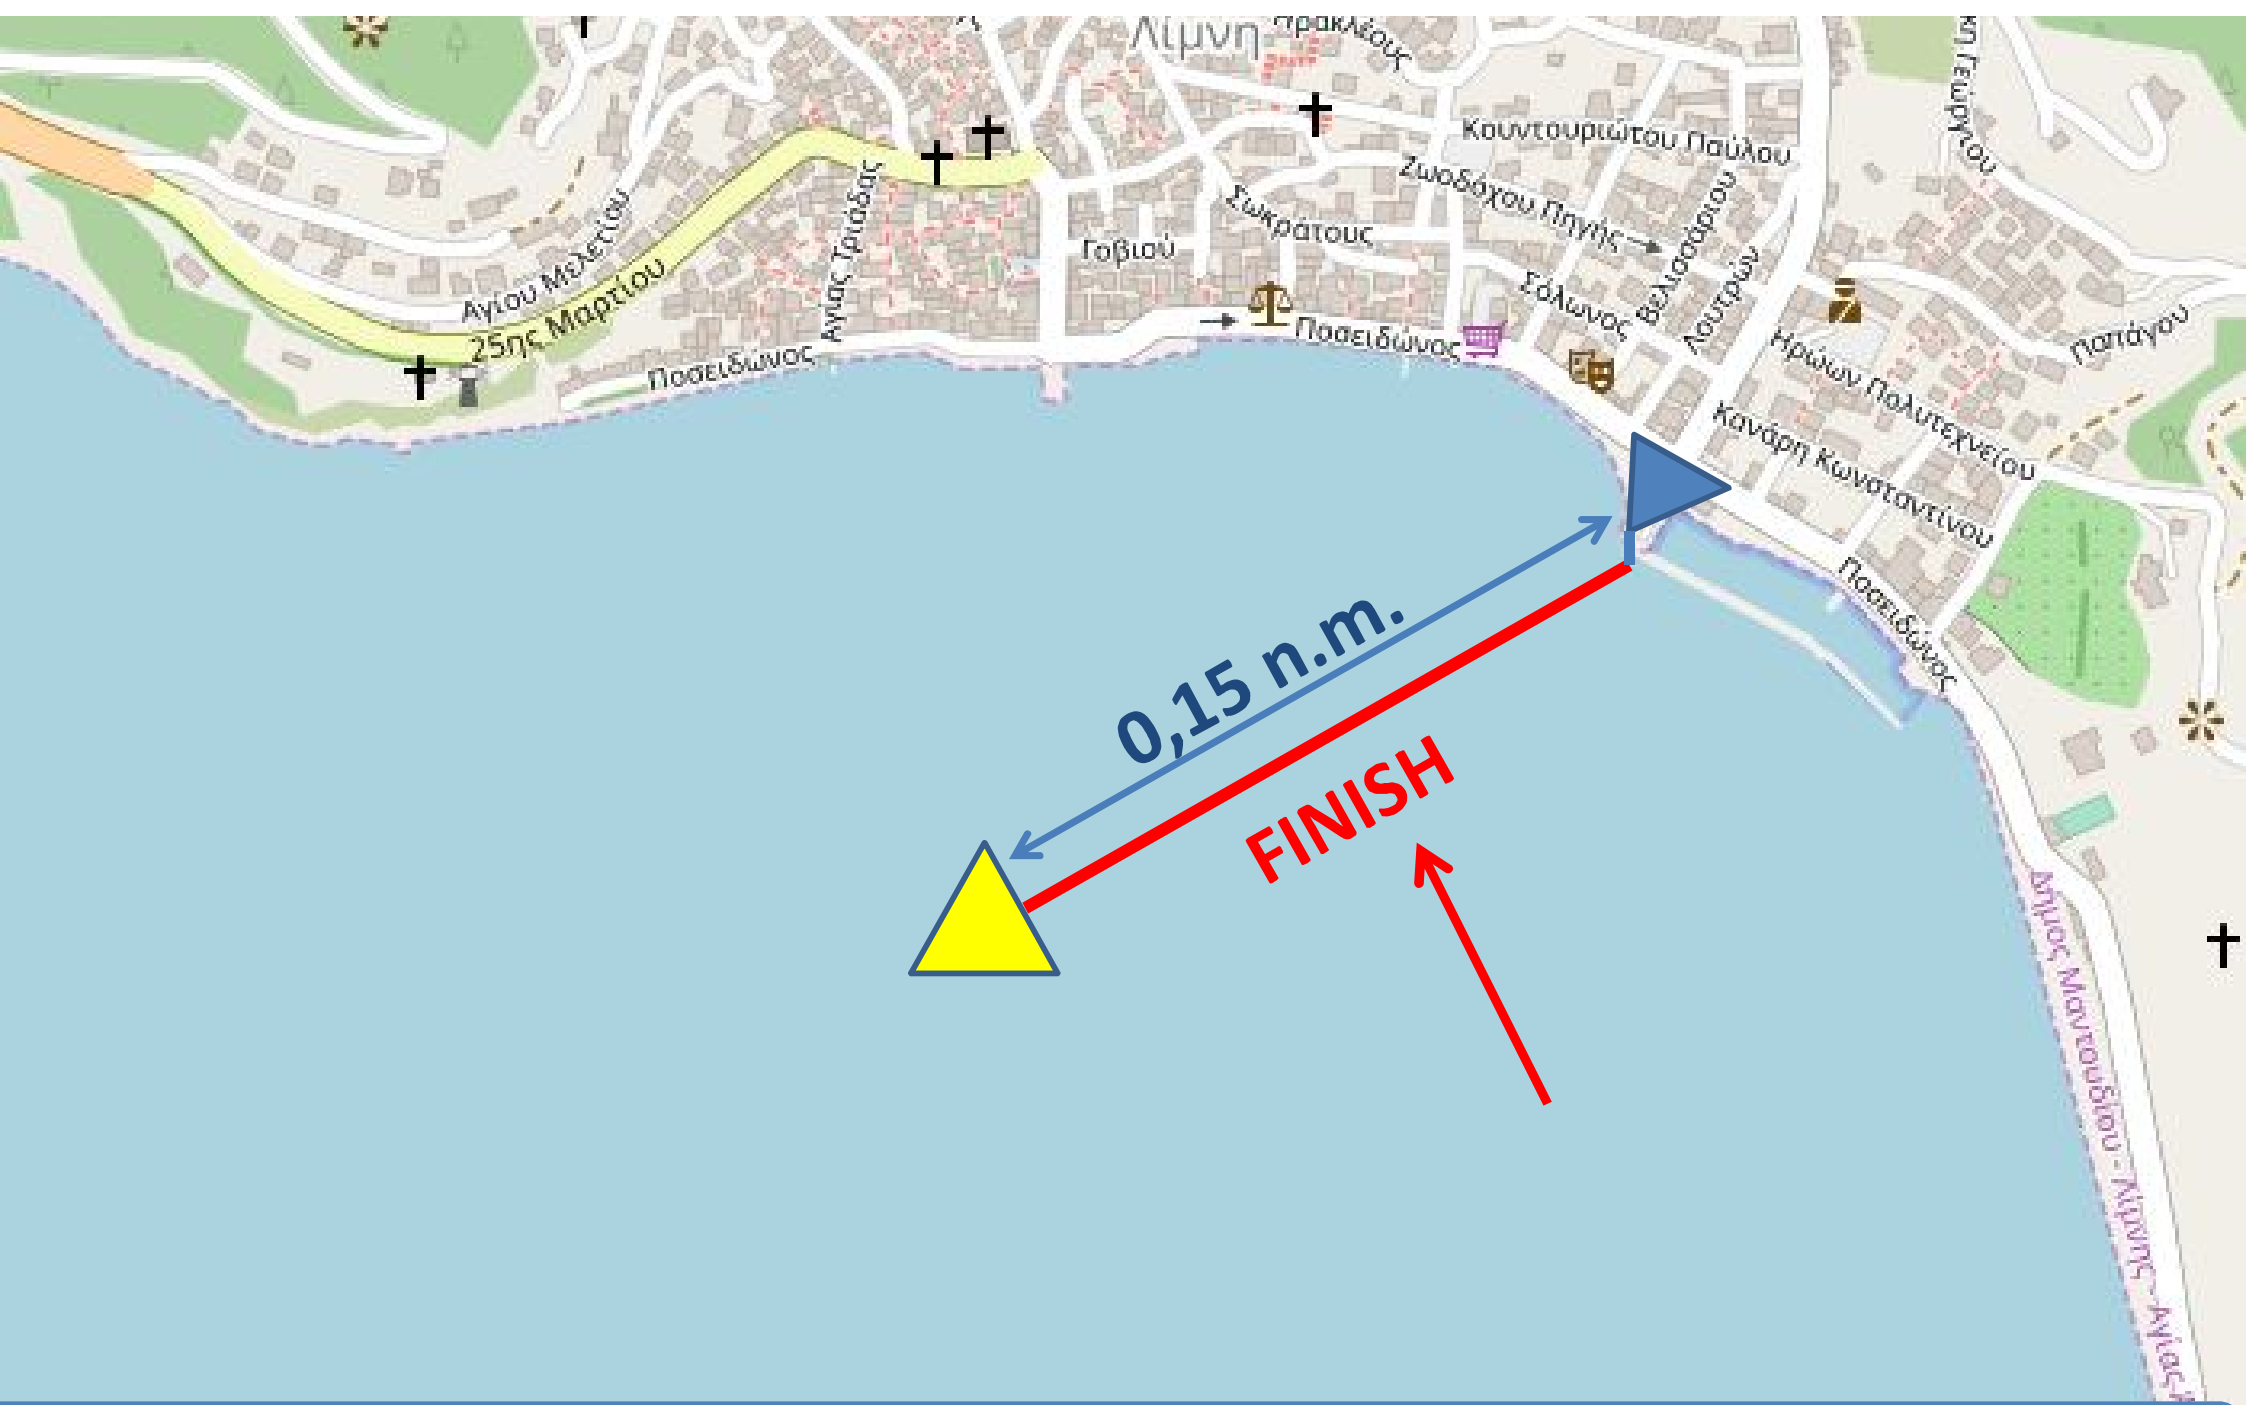 Λίμνη
Ηρακλέους
Κουντουριώτου Παύλου
Ζωοδόχου Πηγής
Σωκράτους
Γοβιού
Αγίας Τριάδας
Αγίου Μελετίου
25ης Μαρτίου
Ποσειδώνος
Ποσειδώνος
Σόλωνος
Βελισσαρίου
Λουτρών
Ηρώων Πολυτεχνείου
Παπάγου
Κανάρη Κωνσταντίνου
Ποσειδώνος
0,15 n.m.
FINISH
Δήμος Μαντουδίου - Λίμνης - Αγίας